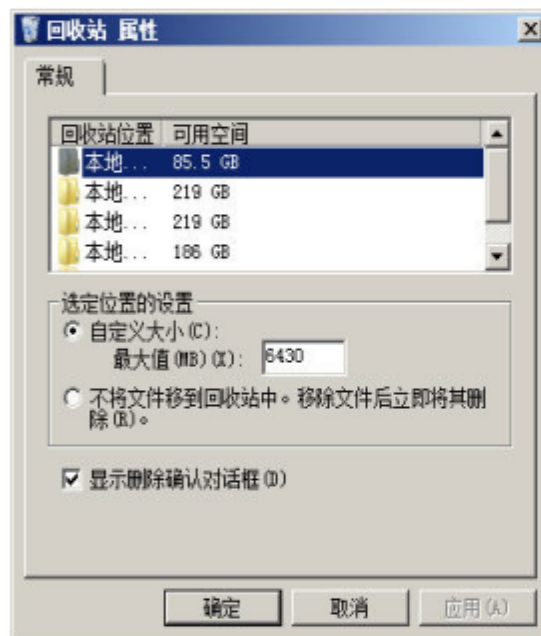 回收站 属性
常规
回收站位置 可用空间
本地... 85.5 GB
本地... 219 GB
本地... 219 GB
本地... 186 GB
选定位置的设置
自定义大小(C):
最大值(MB)(X): 6430
不将文件移到回收站中。移除文件后立即将其删
除(R)。
显示删除确认对话框(D)
确定 取消 应用(A)